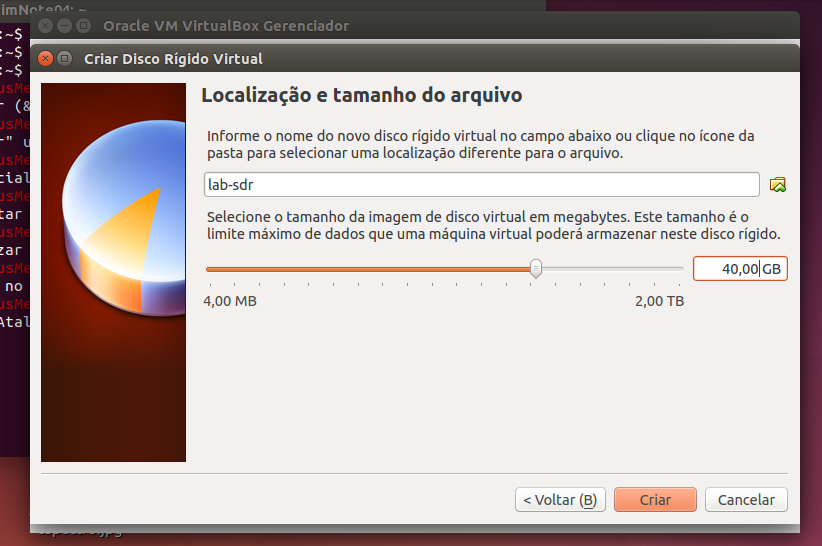 imNote04: ~
Oracle VM VirtualBox Gerenciador
:~$
:~$
:~$
usMe
r (&
usMe
r" u
usMe
cial
usMe
tar
usMe
zar
usMe
no
usMe
Atal
Criar Disco Rígido Virtual
Localização e tamanho do arquivo
Informe o nome do novo disco rígido virtual no campo abaixo ou clique no ícone da
pasta para selecionar uma localização diferente para o arquivo.
lab-sdr
Selecione o tamanho da imagem de disco virtual em megabytes. Este tamanho é o
limite máximo de dados que uma máquina virtual poderá armazenar neste disco rígido.
40,00 GB
4,00 MB
2,00 TB
< Voltar (B)
Criar
Cancelar